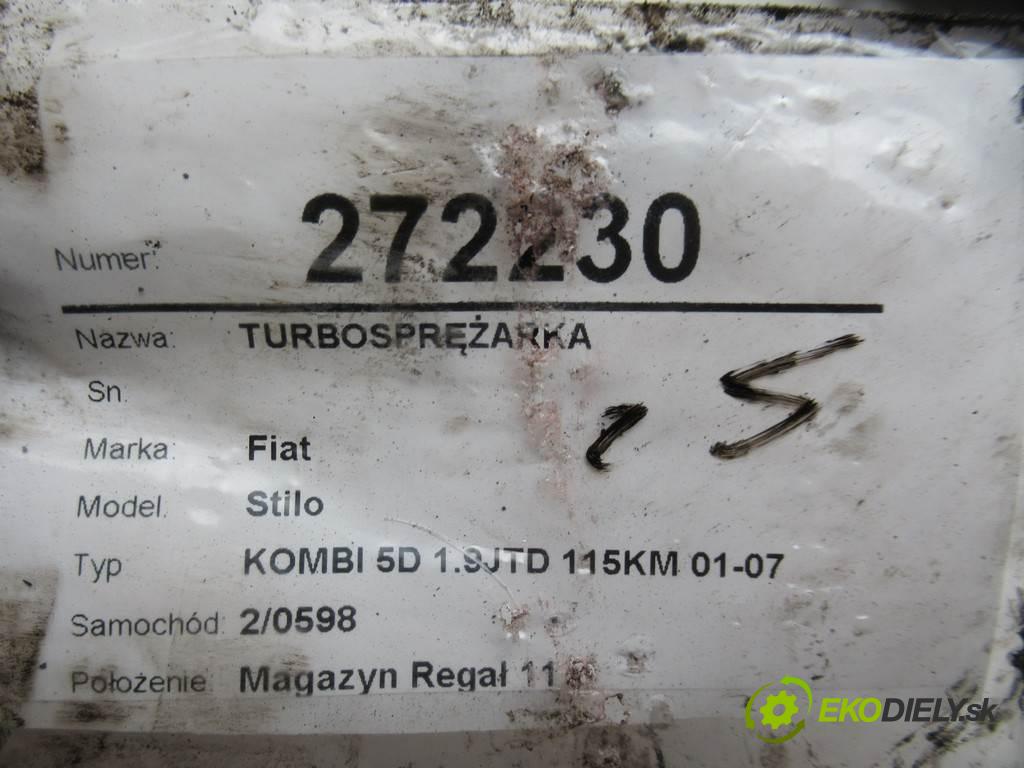 Numer: 272230
Nazwa: TURBOSPRĘŻARKA
Sn.
Marka: Fiat
Model. Stilo
Typ KOMBI 5D 1.9JTD 115KM 01-07
Samochód: 2/0598
Położenie: Magazyn Regał 11
EKODIELY.sk